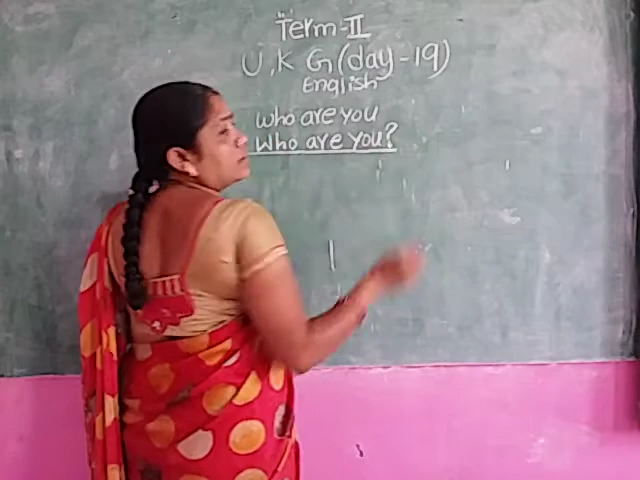 Term-II
U.K G (day-19)
English
who are you
Who are you?